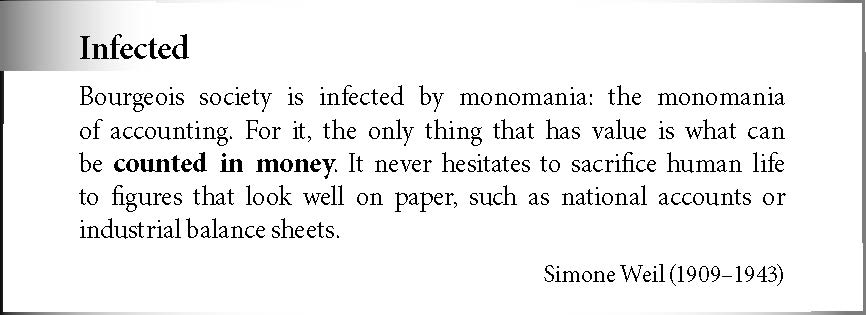 Infected
Bourgeois society is infected by monomania: the monomania
of accounting. For it, the only thing that has value is what can
be counted in money. It never hesitates to sacrifice human life
to figures that look well on paper, such as national accounts or
industrial balance sheets.
Simone Weil (1909–1943)